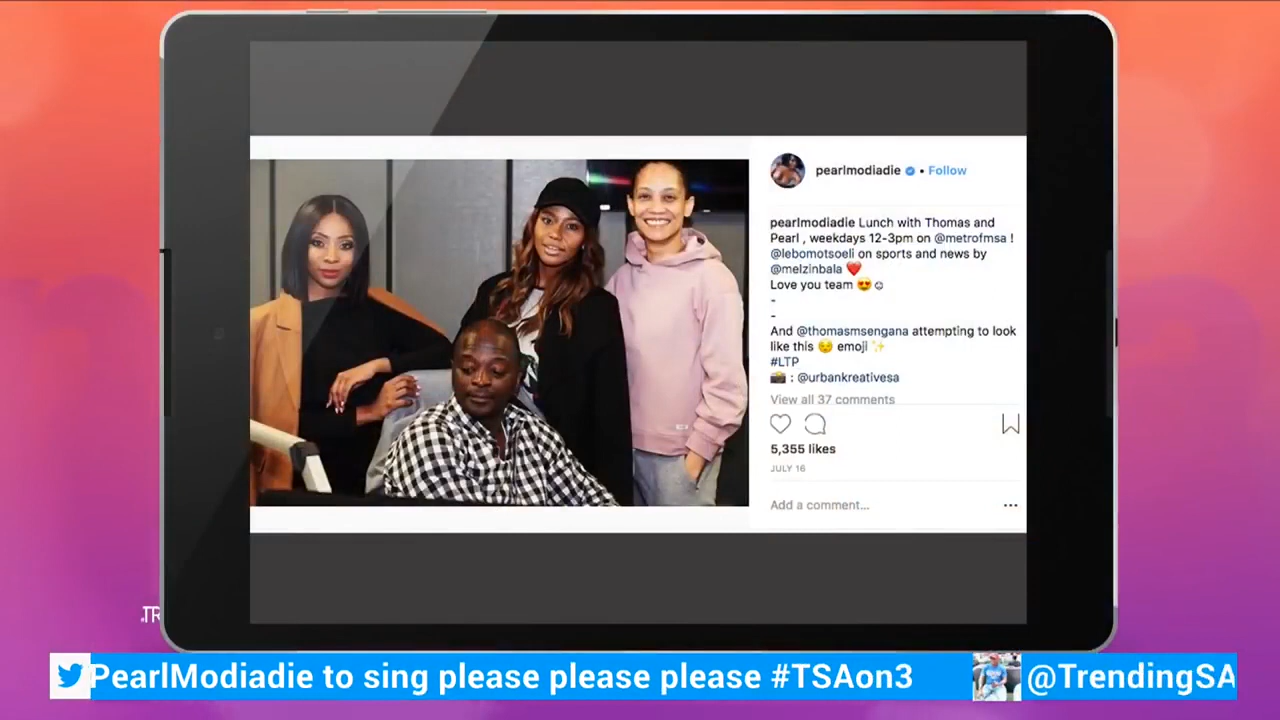 pearlmodiadie • Follow
pearlmodiadie Lunch with Thomas and
Pearl , weekdays 12-3pm on @metrofmsa !
@lebomotsoeli on sports and news by
@melzinbala ❤️
Love you team 😍☺
-
-
And @thomasmsengana attempting to look
like this 😔 emoji ✨
#LTP
📸 : @urbankreativesa
View all 37 comments
5,355 likes
JULY 16
Add a comment...
.TR
PearlModiadie to sing please please please #TSAon3
@TrendingSA